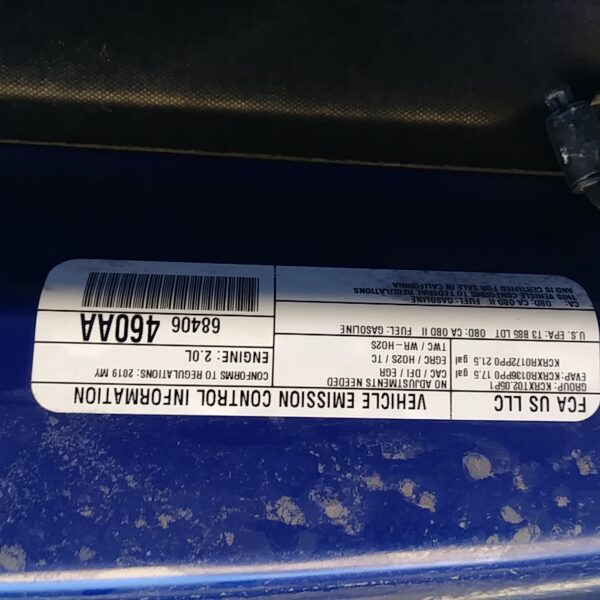 FCA US LLC
VEHICLE EMISSION CONTROL INFORMATION
GROUP: KCRXT02.05P1
EVAP: KCRXR0136PP0 17.5 gal
KCRXR0172PP0 21.5 gal
NO ADJUSTMENTS NEEDED
CAC / DFI / EGR
EGRC / HO2S / TC
TWC / WR-HO2S
CONFORMS TO REGULATIONS: 2019 MY
ENGINE: 2.0L
U.S. EPA: T3 B85 LDT OBD: CA OBD II FUEL: GASOLINE
CA:
OBD: CA OBD II FUEL: GASOLINE
THIS VEHICLE CONFORMS TO FEDERAL REGULATIONS
AND IS CERTIFIED FOR SALE IN CALIFORNIA
68406 460AA